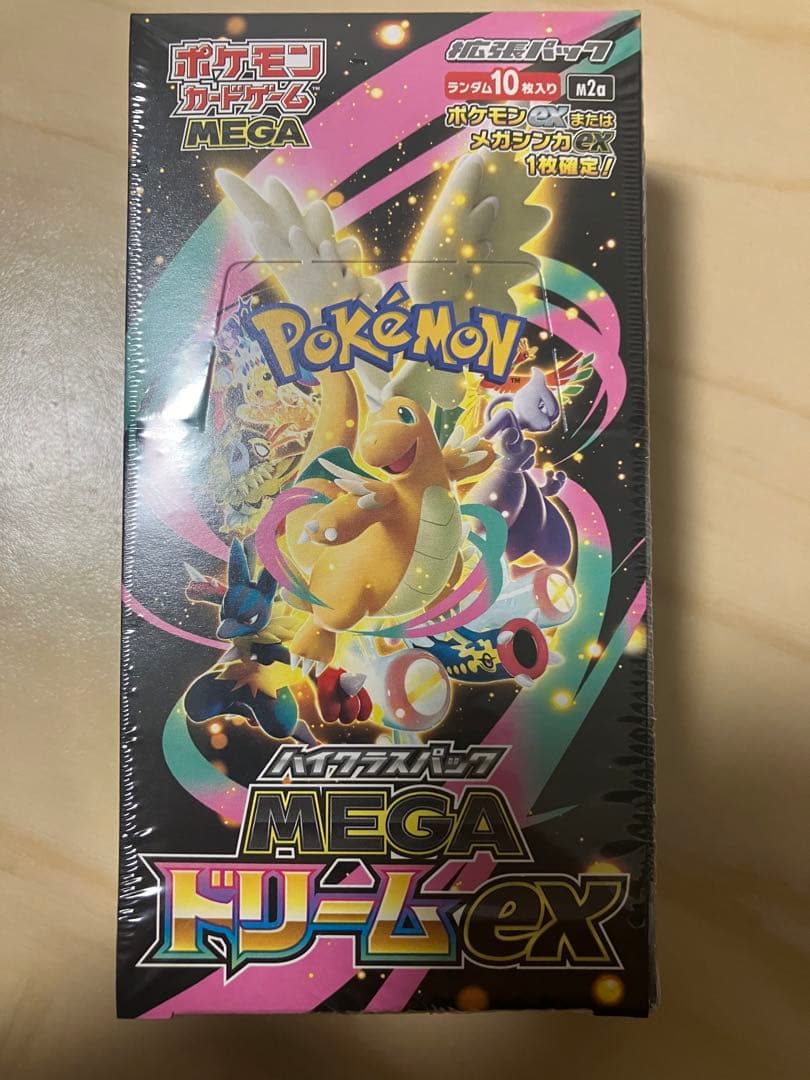 ポケモン
カードゲーム™
MEGA
拡張パック
ランダム10枚入り M2a
ポケモンexまたは
メガシンカex
1枚確定!
POKéMON
™
ハイクラスパック
MEGA
ドリームex